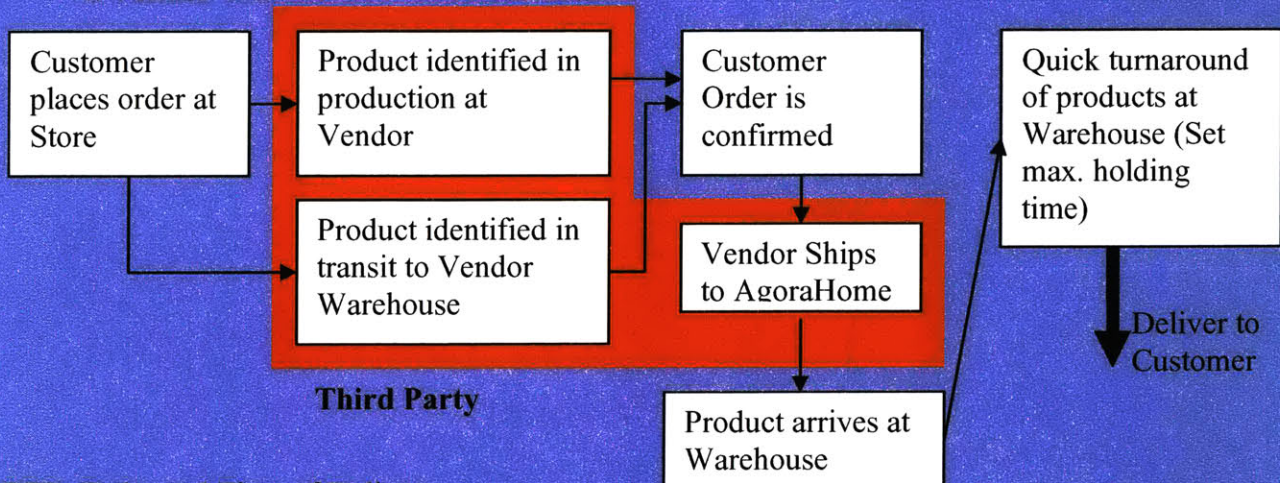 Customer
places order at
Store
Product identified in
production at
Vendor
Product identified in
transit to Vendor
Warehouse
Customer
Order is
confirmed
Vendor Ships
to AgoraHome
Third Party
Product arrives at
Warehouse
Quick turnaround
of products at
Warehouse (Set
max. holding
time)
Deliver to
Customer